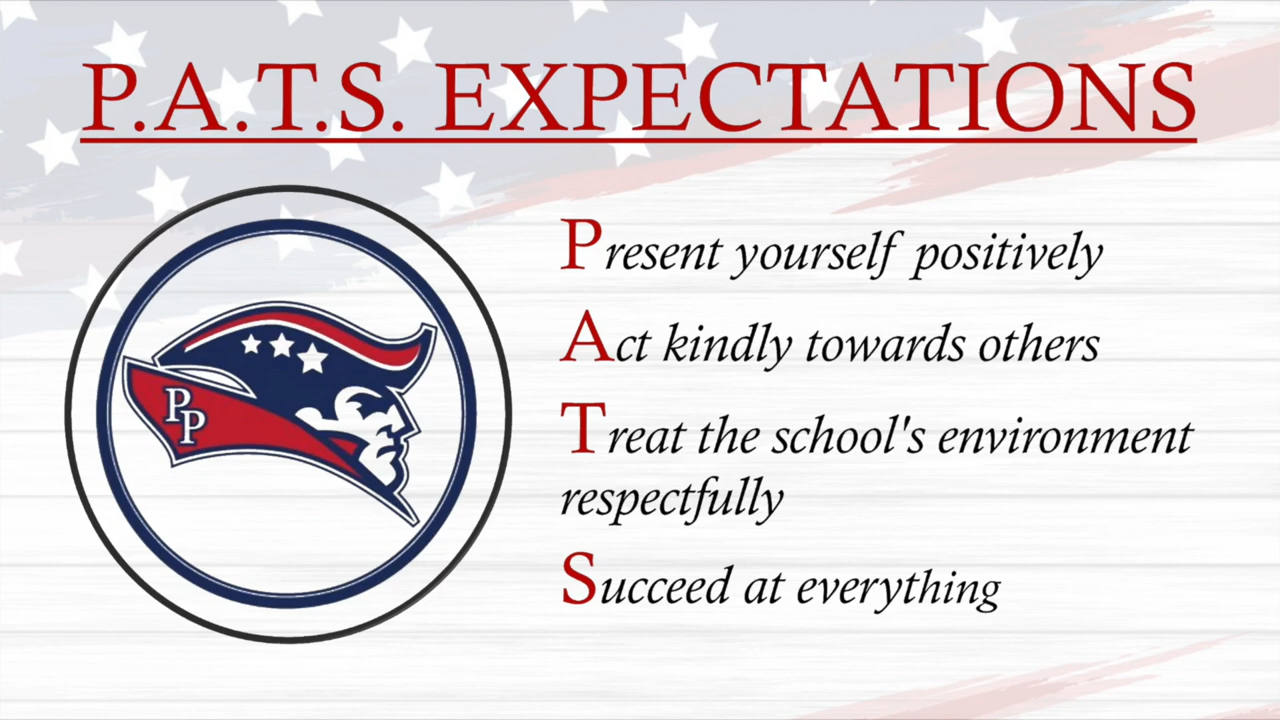 P.A.T.S. EXPECTATIONS
Present yourself positively
Act kindly towards others
Treat the school's environment
respectfully
Succeed at everything
PP